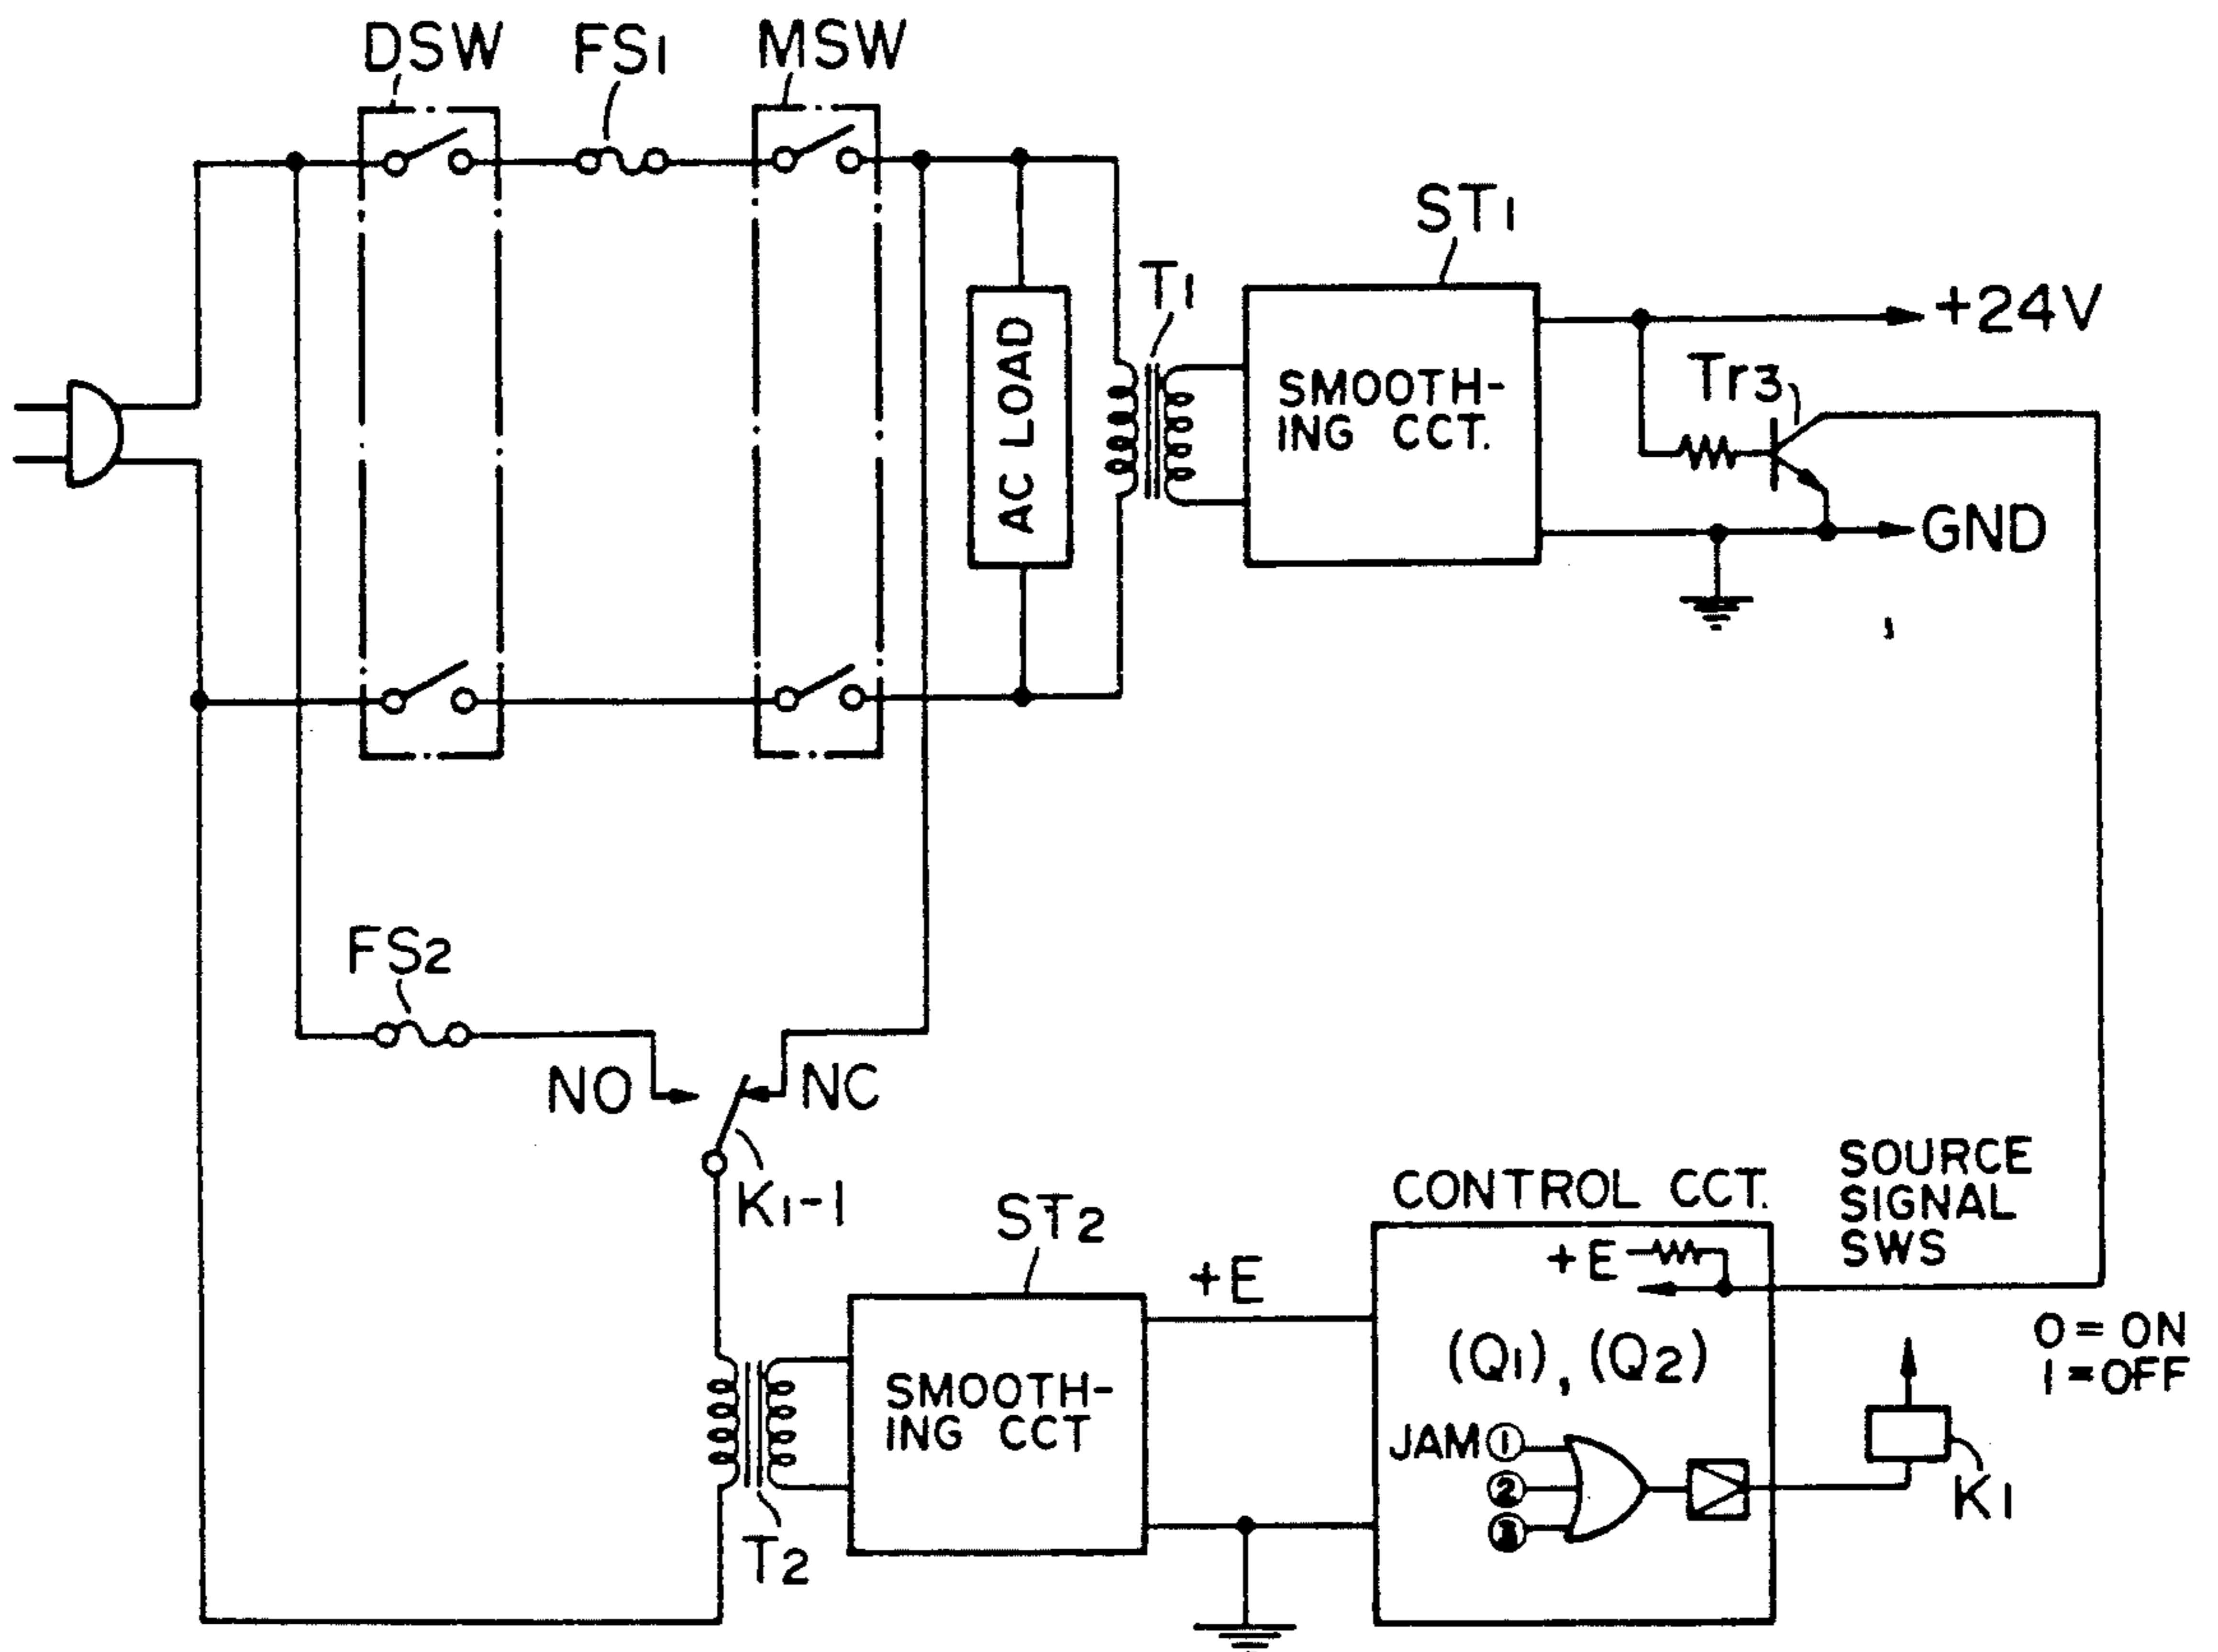 DSW
FS1
MSW
ST1
T1
AC LOAD
SMOOTH-
ING CCT.
+24V
Tr3
GND
FS2
NO
NC
K1-1
ST2
T2
SMOOTH-
ING CCT
+E
CONTROL CCT.
+E
(Q1), (Q2)
JAM ①
②
③
SOURCE
SIGNAL
SWS
0=ON
1=OFF
K1